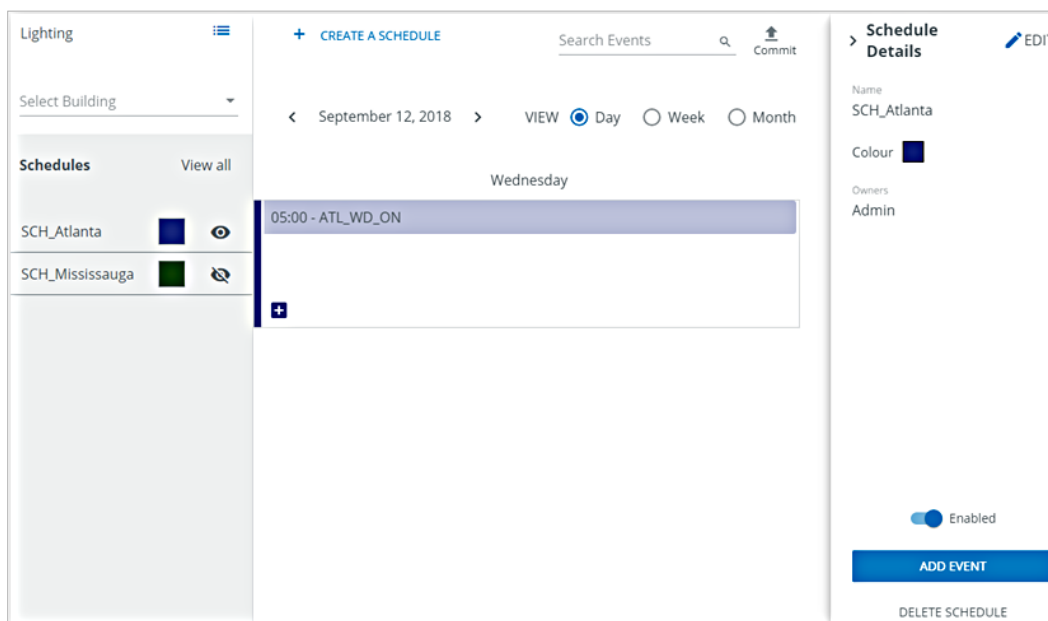 Lighting
Select Building
Schedules View all
SCH_Atlanta
SCH_Mississauga
+ CREATE A SCHEDULE
Search Events
Commit
September 12, 2018
VIEW Day Week Month
Wednesday
05:00 - ATL_WD_ON
Schedule
Details
EDIT
Name
SCH_Atlanta
Colour
Owners
Admin
Enabled
ADD EVENT
DELETE SCHEDULE